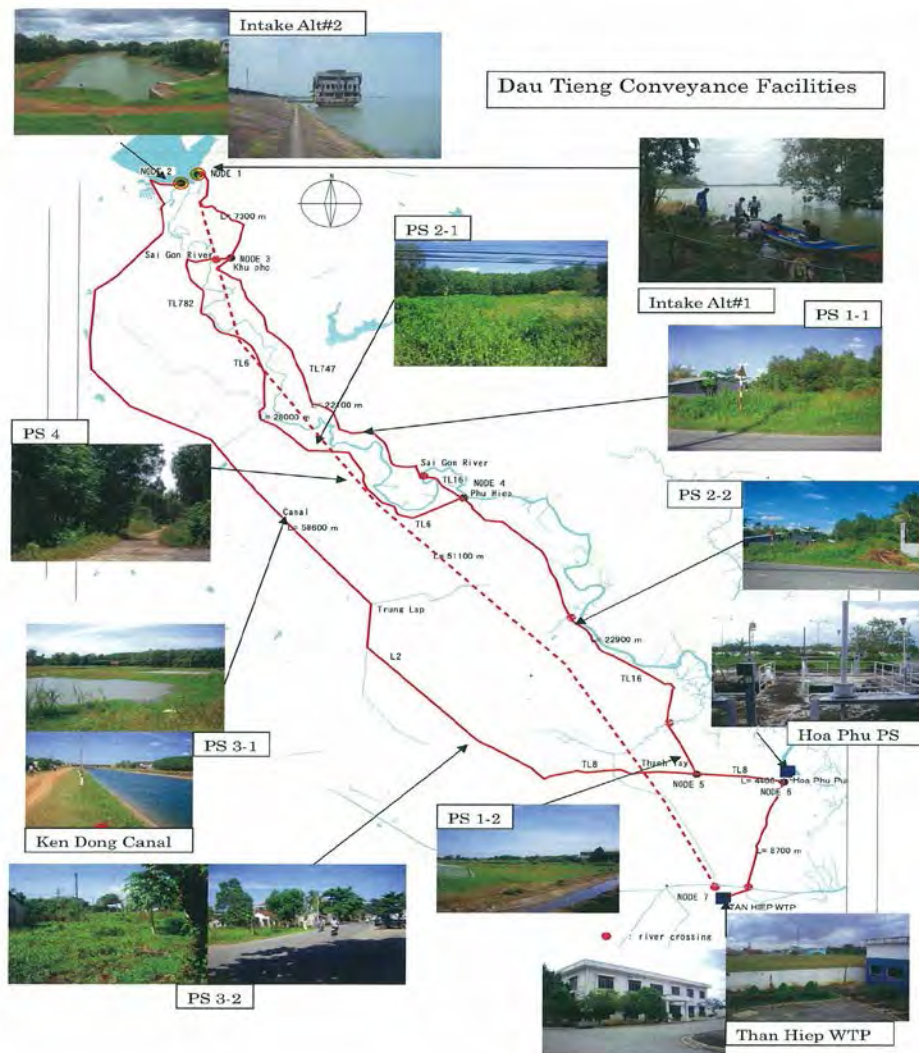 Intake Alt#2
Dau Tieng Conveyance Facilities
NODE 2
NODE 1
N
L= 7300 m
PS 2-1
Sai Gon River
NODE 3
Khu pho
Intake Alt#1
PS 1-1
TL782
TL6
TL747
L= 28000 m
PS 4
Sai Gon River
TL16
NODE 4
Phu Hiep
PS 2-2
TL6
Canal
L= 58600 m
L= 51100 m
Trung Lap
L= 22900 m
L2
TL16
PS 3-1
Hoa Phu PS
TL8
Thinh Tay
TL8
NODE 5
Hoa Phu
NODE 6
PS 1-2
Ken Dong Canal
L= 8700 m
NODE 7
TAN HIEP WTP
: river crossine
PS 3-2
Than Hiep WTP